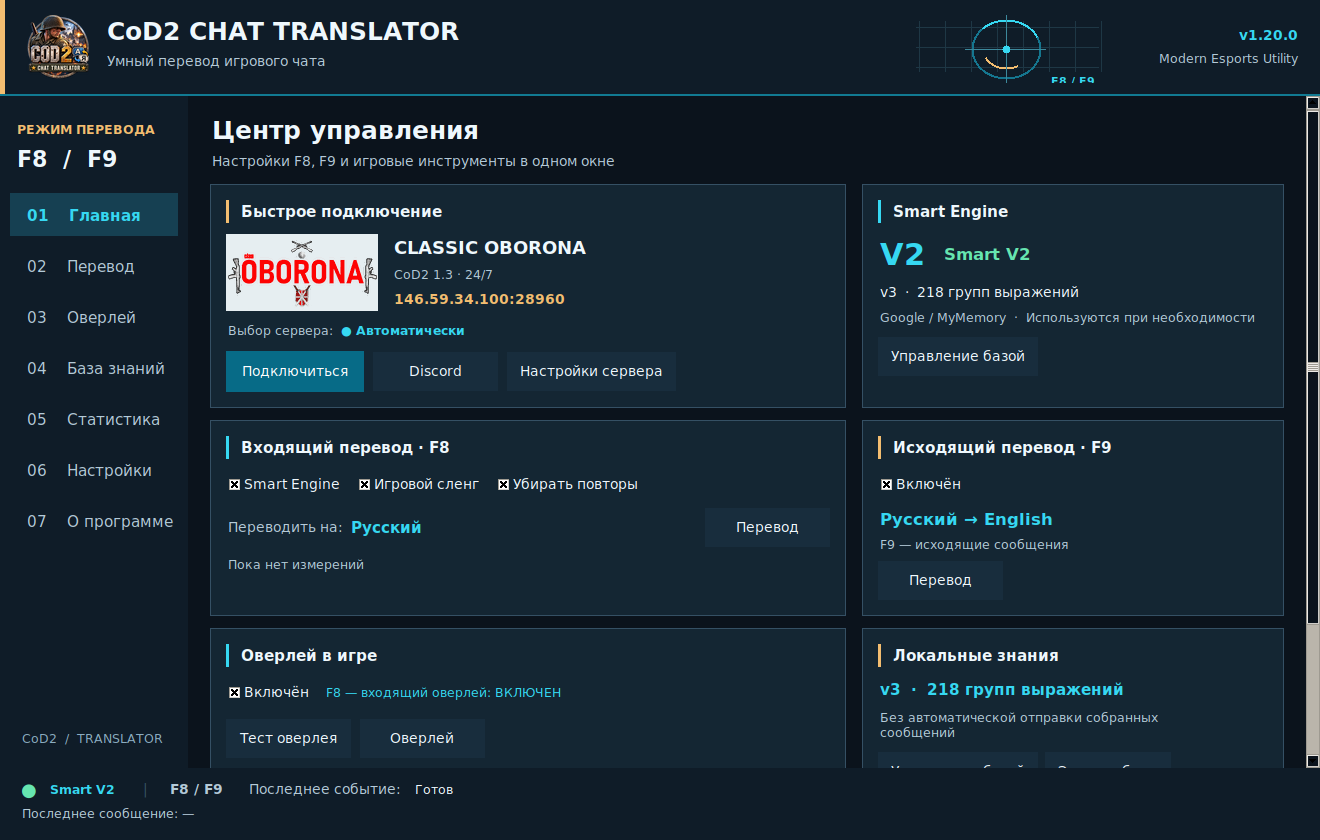 CoD2 CHAT TRANSLATOR
Умный перевод игрового чата
COD2
CHAT TRANSLATOR
F8 / F9
v1.20.0
Modern Esports Utility
РЕЖИМ ПЕРЕВОДА
F8 / F9
01 Главная
02 Перевод
03 Оверлей
04 База знаний
05 Статистика
06 Настройки
07 О программе
CoD2 / TRANSLATOR
Центр управления
Настройки F8, F9 и игровые инструменты в одном окне
Быстрое подключение
OBORONA
CLASSIC OBORONA
CoD2 1.3 · 24/7
146.59.34.100:28960
Выбор сервера: ● Автоматически
Подключиться Discord Настройки сервера
Smart Engine
V2 Smart V2
v3 · 218 групп выражений
Google / MyMemory · Используются при необходимости
Управление базой
Входящий перевод · F8
Smart Engine Игровой сленг Убирать повторы
Переводить на: Русский Перевод
Пока нет измерений
Исходящий перевод · F9
Включён
Русский → English
F9 — исходящие сообщения
Перевод
Оверлей в игре
Включён F8 — входящий оверлей: ВКЛЮЧЕН
Тест оверлея Оверлей
Локальные знания
v3 · 218 групп выражений
Без автоматической отправки собранных
сообщений
Smart V2 | F8 / F9 Последнее событие: Готов
Последнее сообщение: —